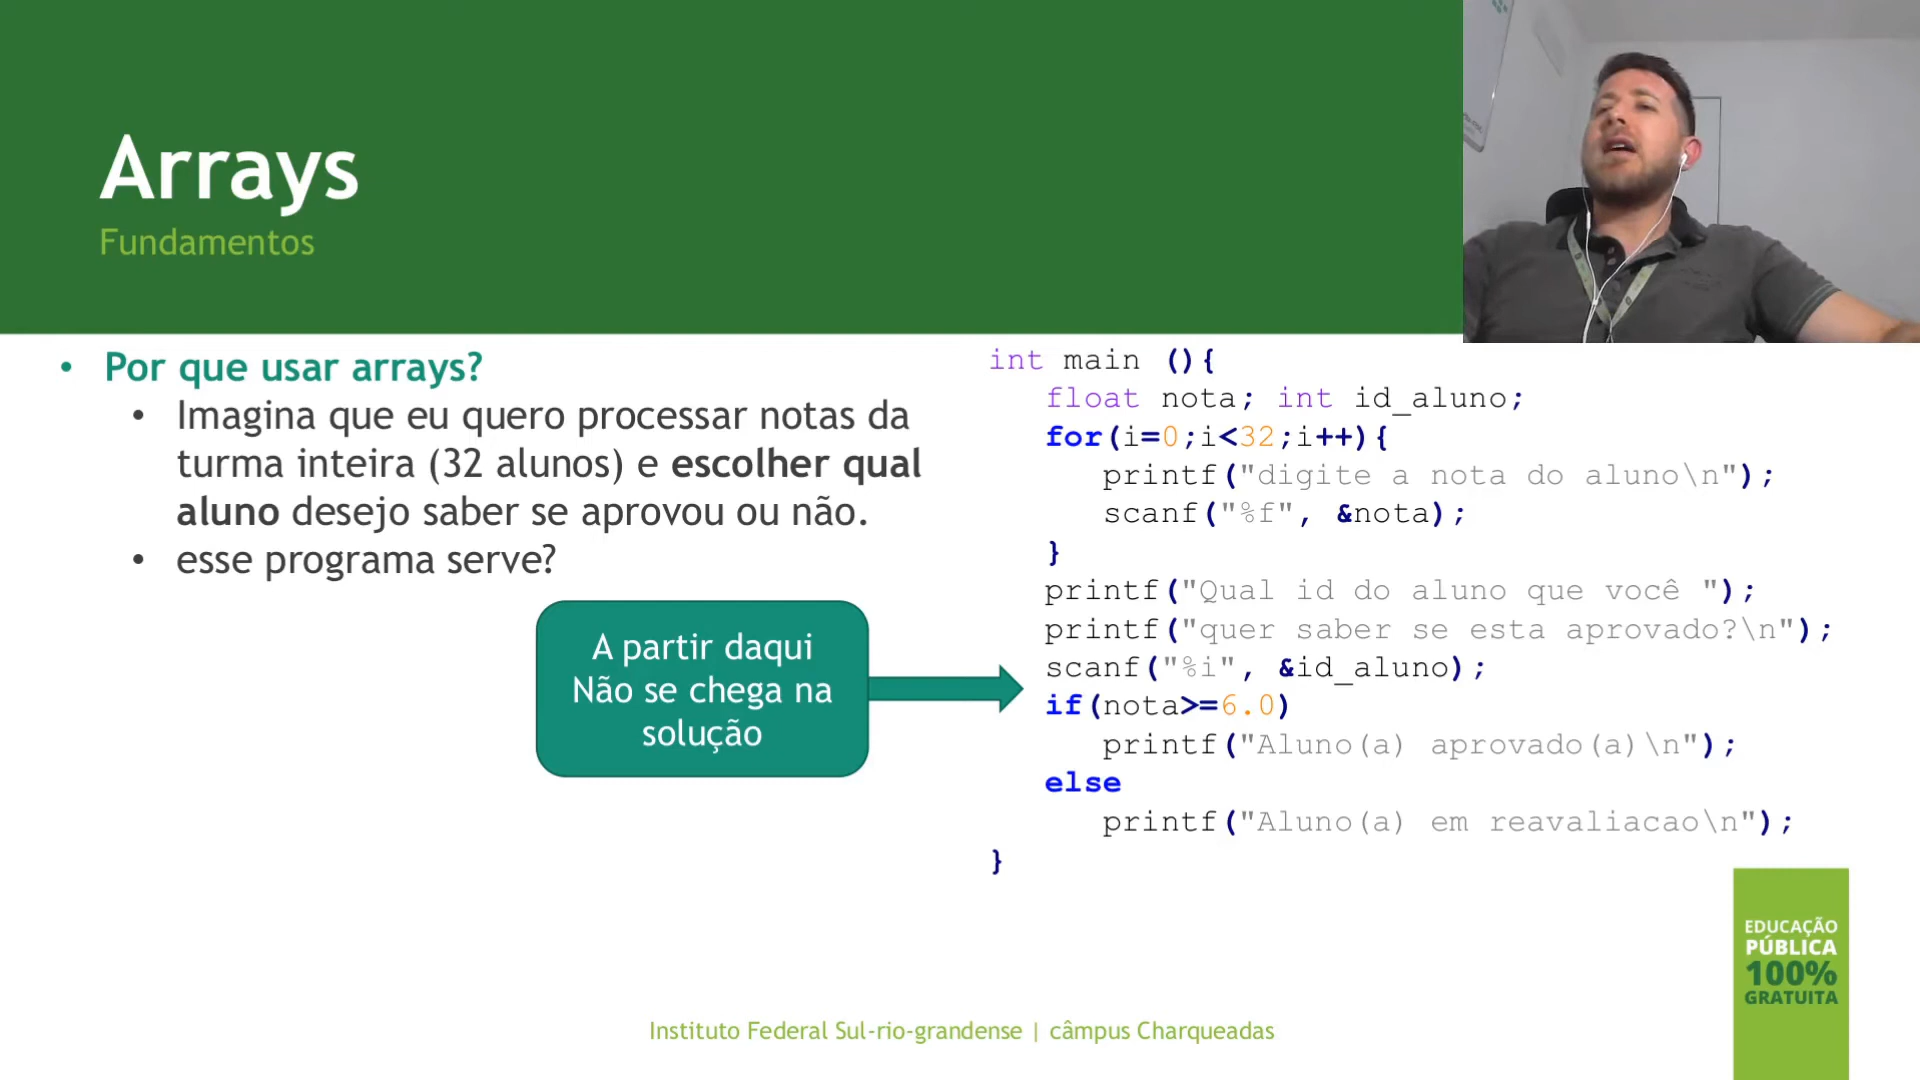 Arrays
Fundamentos
• Por que usar arrays?
• Imagina que eu quero processar notas da
turma inteira (32 alunos) e escolher qual
aluno desejo saber se aprovou ou não.
• esse programa serve?
A partir daqui
Não se chega na
solução
int main (){
float nota; int id_aluno;
for(i=0;i<32;i++){
printf("digite a nota do aluno\n");
scanf("%f", &nota);
}
printf("Qual id do aluno que você ");
printf("quer saber se esta aprovado?\n");
scanf("%i", &id_aluno);
if(nota>=6.0)
printf("Aluno(a) aprovado(a)\n");
else
printf("Aluno(a) em reavaliacao\n");
}
EDUCAÇÃO
PÚBLICA
100%
GRATUITA
Instituto Federal Sul-rio-grandense | câmpus Charqueadas